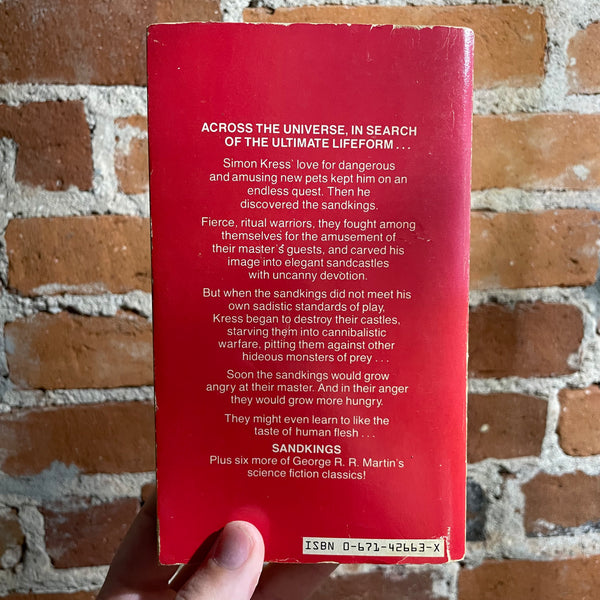 ACROSS THE UNIVERSE, IN SEARCH
OF THE ULTIMATE LIFEFORM . . .
Simon Kress' love for dangerous
and amusing new pets kept him on an
endless quest. Then he
discovered the sandkings.
Fierce, ritual warriors, they fought among
themselves for the amusement of
their master's guests, and carved his
image into elegant sandcastles
with uncanny devotion.
But when the sandkings did not meet his
own sadistic standards of play,
Kress began to destroy their castles,
starving them into cannibalistic
warfare, pitting them against other
hideous monsters of prey . . .
Soon the sandkings would grow
angry at their master. And in their anger
they would grow more hungry.
They might even learn to like the
taste of human flesh . . .
SANDKINGS
Plus six more of George R. R. Martin's
science fiction classics!
ISBN 0-671-42663-X